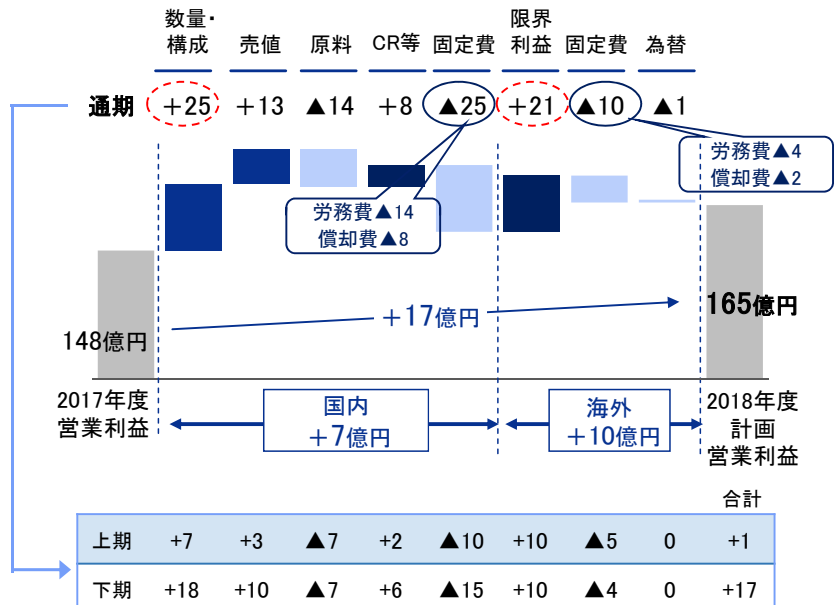 数量・
構成
売値
原料
CR等
固定費
限界
利益
固定費
為替
通期 +25 +13 ▲14 +8 ▲25 +21 ▲10 ▲1
労務費▲4
償却費▲2
労務費▲14
償却費▲8
+17億円
148億円
165億円
2017年度
営業利益
国内
+7億円
海外
+10億円
2018年度
計画
営業利益
合計
上期 +7 +3 ▲7 +2 ▲10 +10 ▲5 0 +1
下期 +18 +10 ▲7 +6 ▲15 +10 ▲4 0 +17